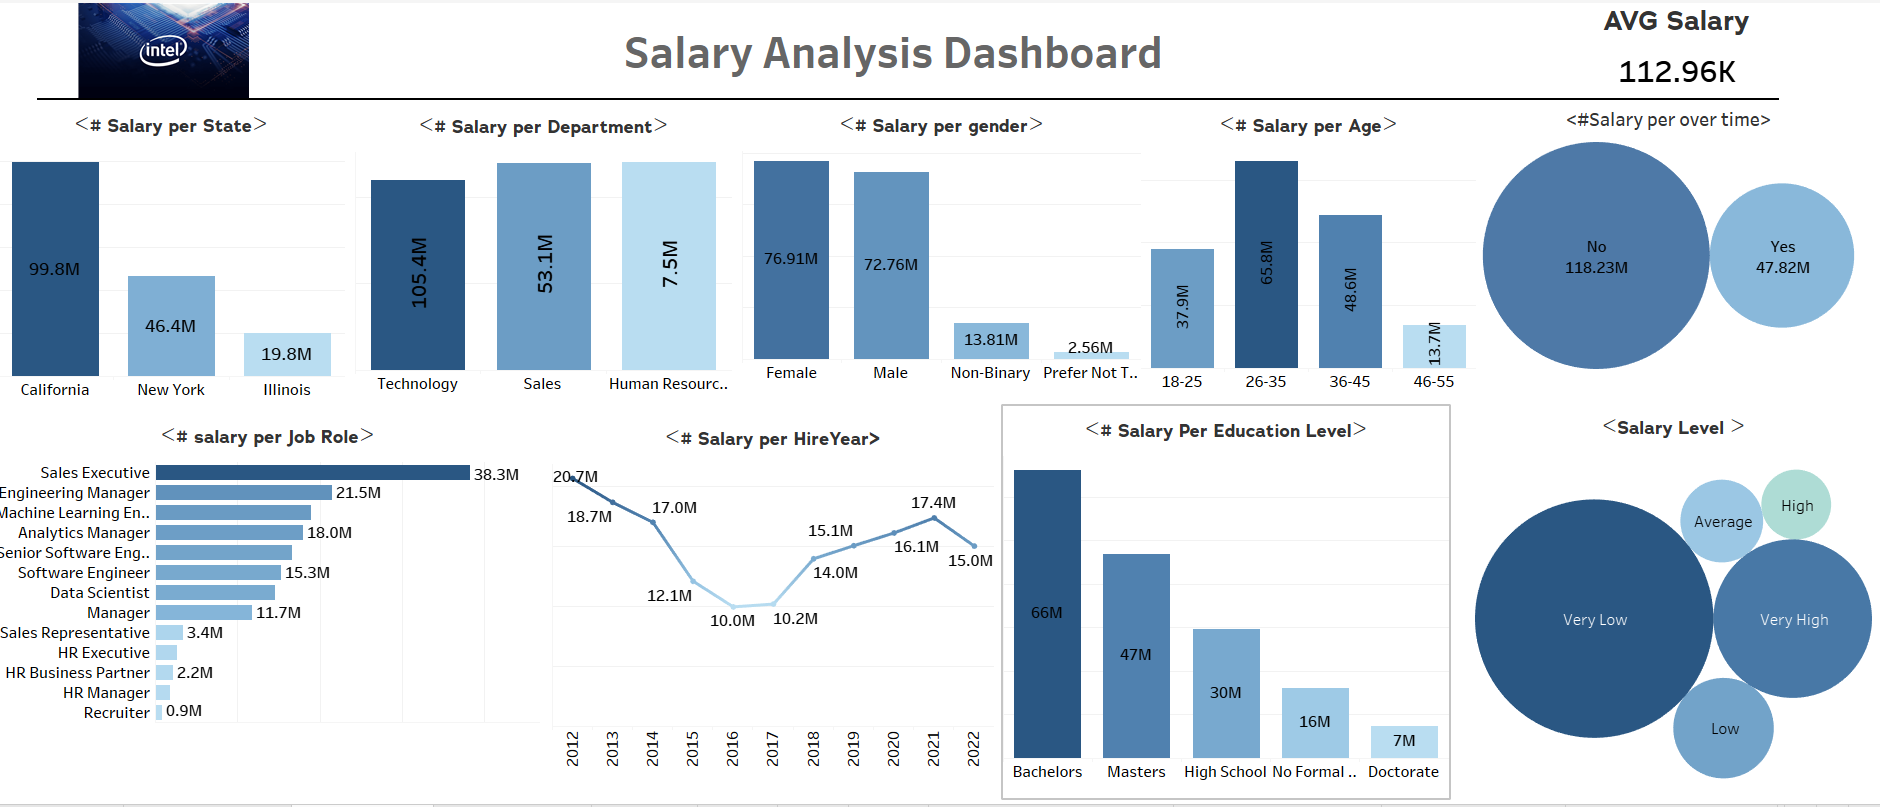 intel
Salary Analysis Dashboard
AVG Salary
112.96K
<# Salary per State>
99.8M
46.4M
19.8M
California
New York
Illinois
<# Salary per Department>
105.4M
53.1M
7.5M
Technology
Sales
Human Resourc..
<# Salary per gender>
76.91M
72.76M
13.81M
2.56M
Female
Male
Non-Binary
Prefer Not T..
<# Salary per Age>
37.9M
65.8M
48.6M
13.7M
18-25
26-35
36-45
46-55
<#Salary per over time>
No
118.23M
Yes
47.82M
<# salary per Job Role>
Sales Executive 38.3M
Engineering Manager 21.5M
Machine Learning En..
Analytics Manager 18.0M
Senior Software Eng..
Software Engineer 15.3M
Data Scientist
Manager 11.7M
Sales Representative 3.4M
HR Executive
HR Business Partner 2.2M
HR Manager
Recruiter 0.9M
<# Salary per HireYear>
20.7M
18.7M
17.0M
12.1M
10.0M
10.2M
14.0M
15.1M
16.1M
17.4M
15.0M
2012
2013
2014
2015
2016
2017
2018
2019
2020
2021
2022
<# Salary Per Education Level>
66M
47M
30M
16M
7M
Bachelors
Masters
High School
No Formal ..
Doctorate
<Salary Level >
Average
High
Very Low
Very High
Low